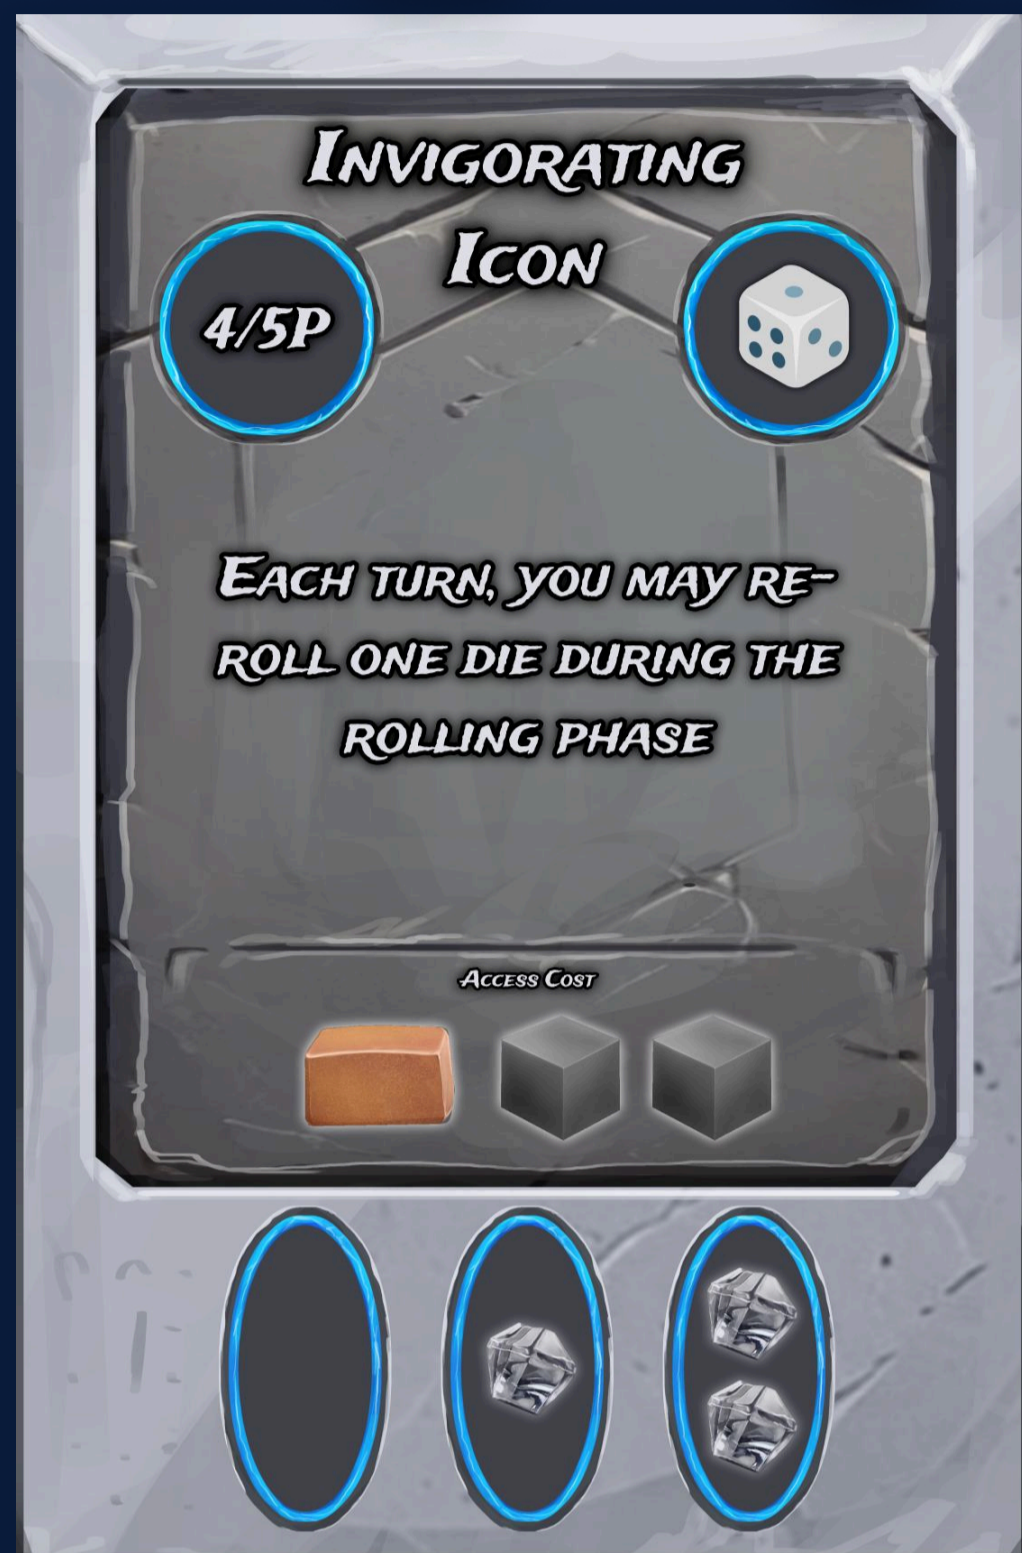 Invigorating
Icon
4/5P
Each turn, you may re-
roll one die during the
rolling phase
Access Cost